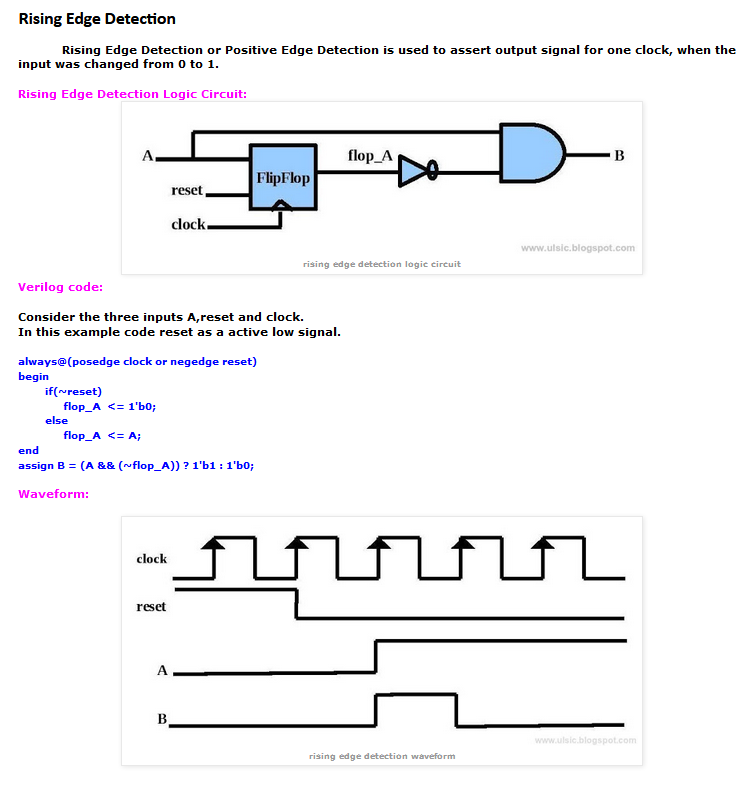 Rising Edge Detection
Rising Edge Detection or Positive Edge Detection is used to assert output signal for one clock, when the
input was changed from 0 to 1.
Rising Edge Detection Logic Circuit:
A
flop_A
B
FlipFlop
reset
clock
www.ulsic.blogspot.com
rising edge detection logic circuit
Verilog code:
Consider the three inputs A,reset and clock.
In this example code reset as a active low signal.
always@(posedge clock or negedge reset)
begin
if(~reset)
flop_A <= 1'b0;
else
flop_A <= A;
end
assign B = (A && (~flop_A)) ? 1'b1 : 1'b0;
Waveform:
clock
reset
A
B
www.ulsic.blogspot.com
rising edge detection waveform